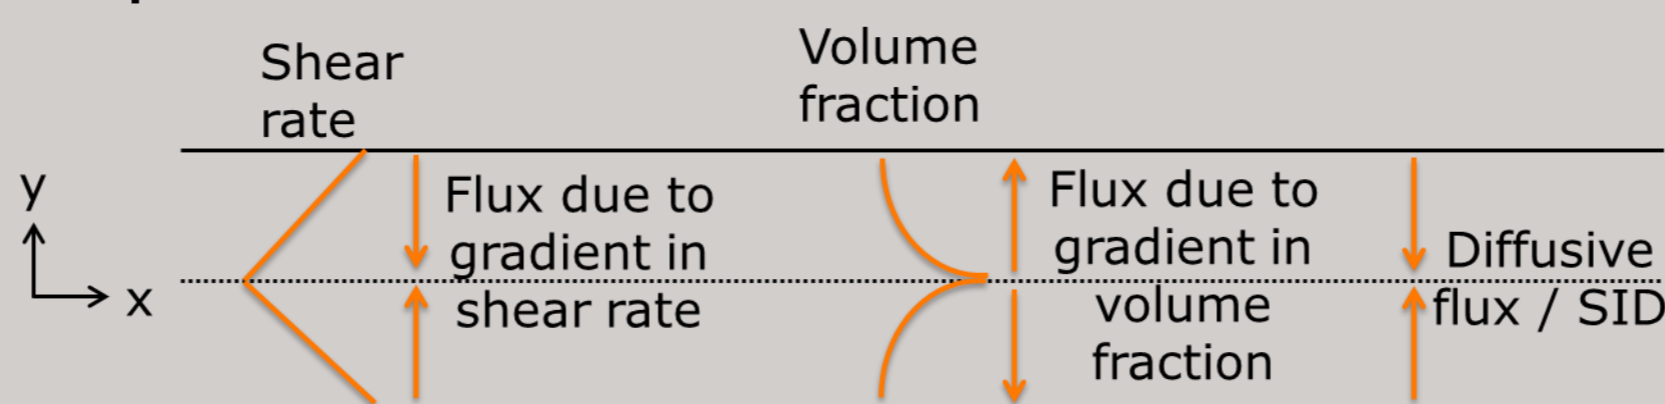 Shear
rate
Volume
fraction
y
x
Flux due to
gradient in
shear rate
Flux due to
gradient in
volume
fraction
Diffusive
flux / SID